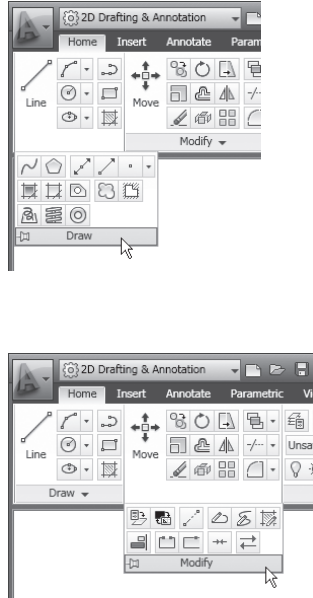 2D Drafting & Annotation
Home Insert Annotate Param
Line
Move
Modify
Draw
2D Drafting & Annotation
Home Insert Annotate Parametric Vi
Line
Move
Unsa
Draw
Modify